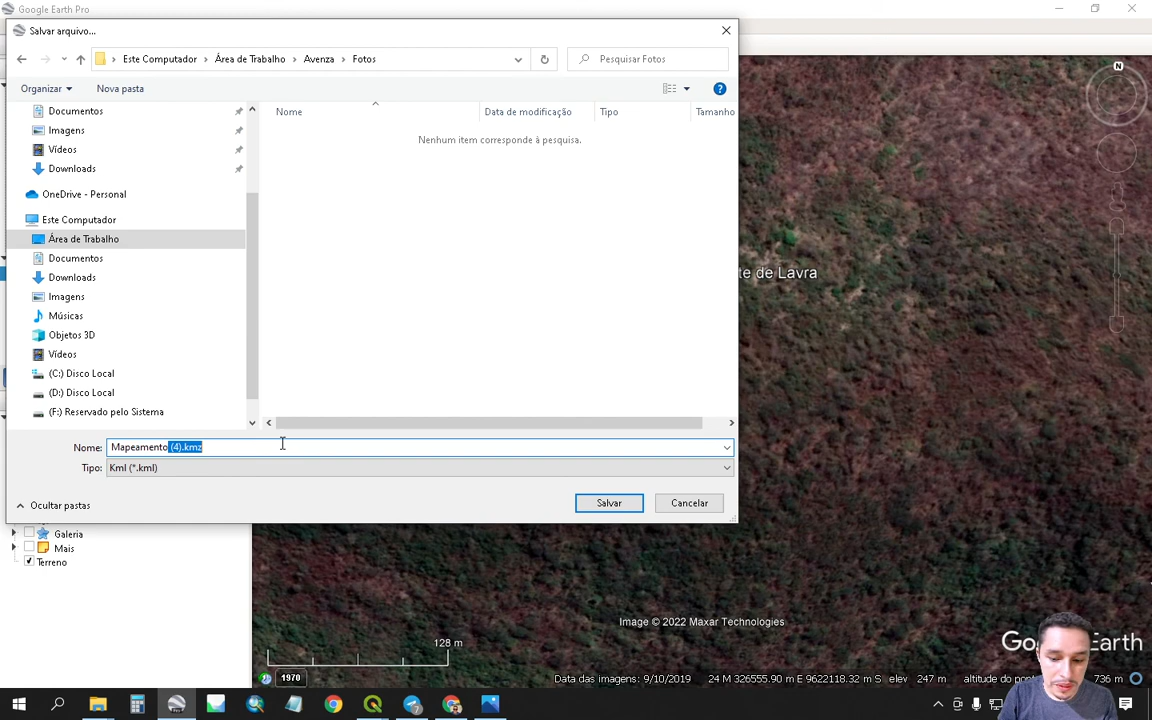 Google Earth Pro
Salvar arquivo...
Este Computador
Área de Trabalho
Avenza
Fotos
Pesquisar Fotos
Organizar
Nova pasta
Nome
Data de modificação
Tipo
Tamanho
Nenhum item corresponde à pesquisa.
Documentos
Imagens
Vídeos
Downloads
OneDrive - Personal
Este Computador
Área de Trabalho
Documentos
Downloads
Imagens
Músicas
Objetos 3D
Vídeos
(C:) Disco Local
(D:) Disco Local
(F:) Reservado pelo Sistema
Nome: Mapeamento (4).kmz
Tipo: Kml (*.kml)
Ocultar pastas
Salvar
Cancelar
N
te de Lavra
Galeria
Mais
Terreno
Image © 2022 Maxar Technologies
128 m
Goo Earth
1970
Data das imagens: 9/10/2019 24 M 326555.90 m E 9622118.32 m S elev 247 m altitude do pont 736 m